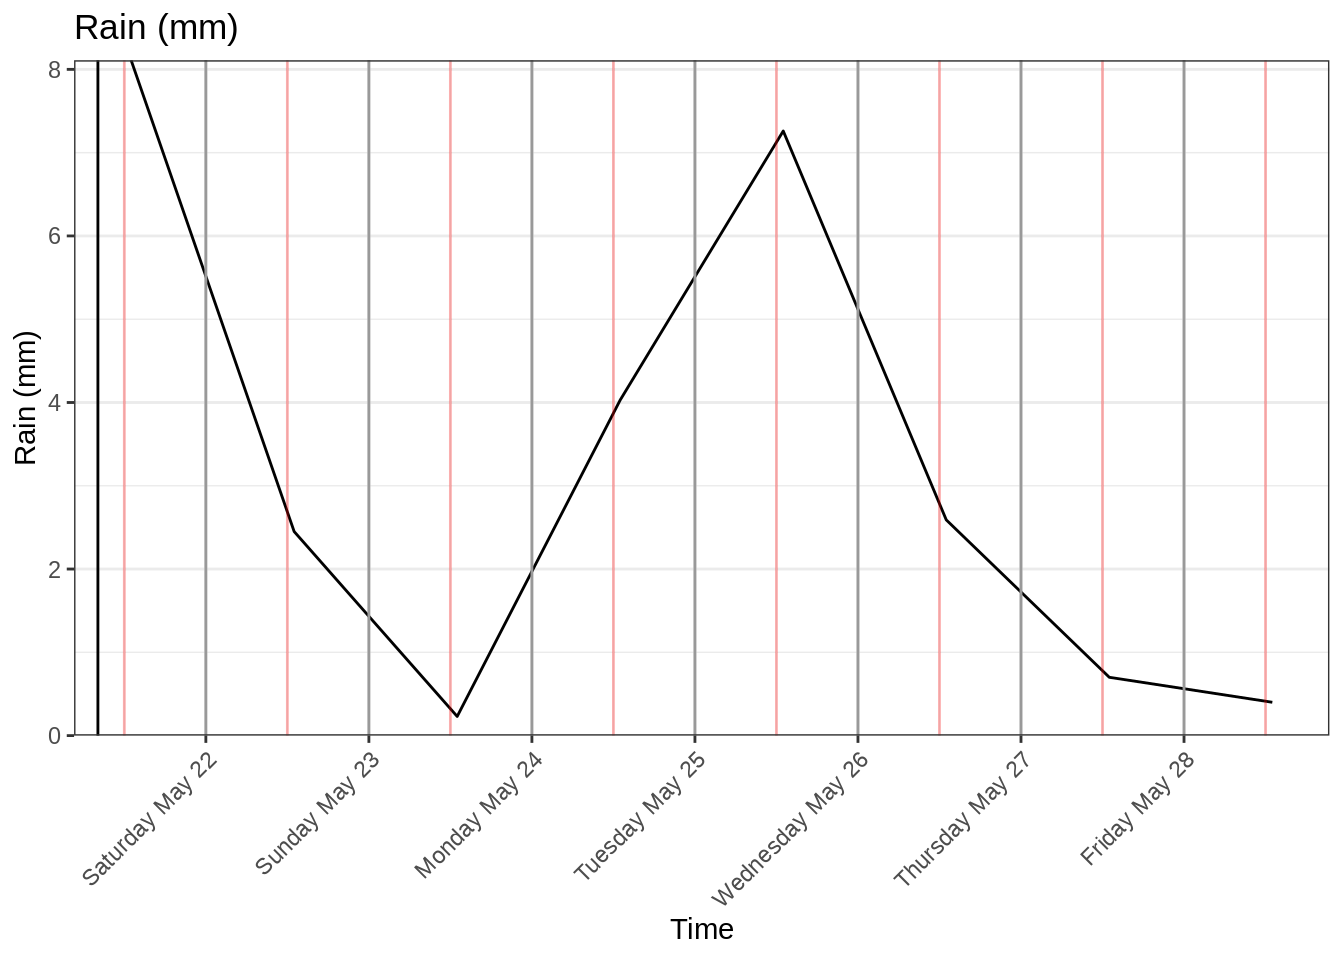 Rain (mm)
8
6
4
2
0
Rain (mm)
Saturday May 22
Sunday May 23
Monday May 24
Tuesday May 25
Wednesday May 26
Thursday May 27
Friday May 28
Time